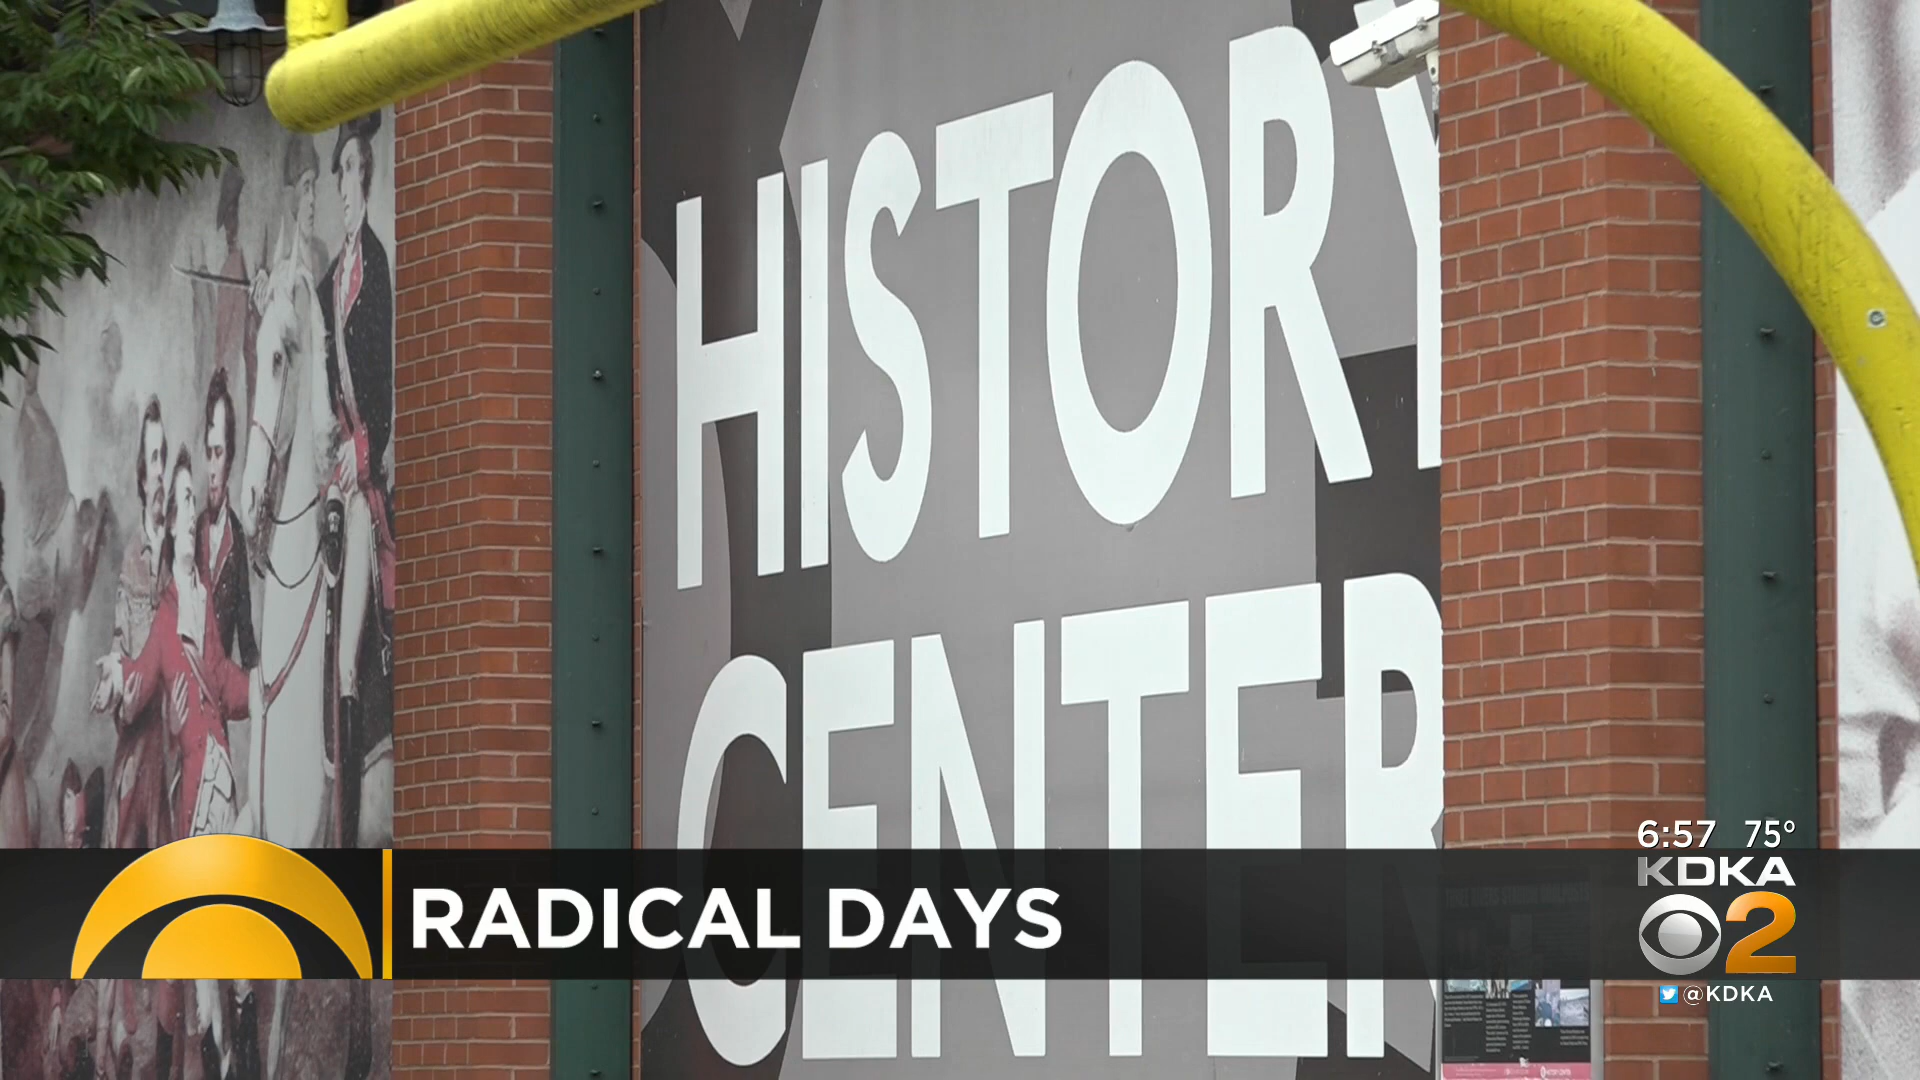 HISTORY
CENTER
6:57 75°
KDKA
2
RADICAL DAYS
@KDKA